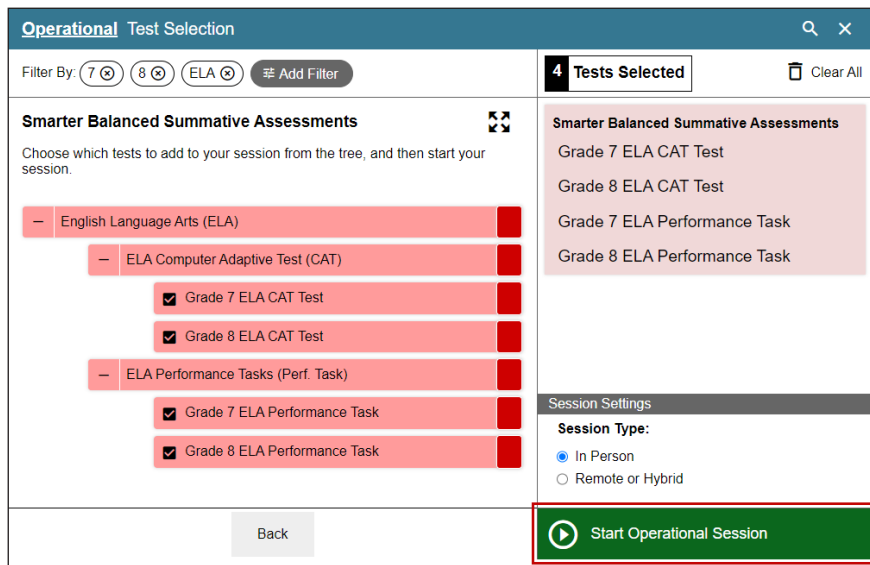 Operational Test Selection
Filter By: 7 8 ELA Add Filter
Smarter Balanced Summative Assessments
Choose which tests to add to your session from the tree, and then start your
session.
English Language Arts (ELA)
ELA Computer Adaptive Test (CAT)
Grade 7 ELA CAT Test
Grade 8 ELA CAT Test
ELA Performance Tasks (Perf. Task)
Grade 7 ELA Performance Task
Grade 8 ELA Performance Task
Back
4 Tests Selected
Clear All
Smarter Balanced Summative Assessments
Grade 7 ELA CAT Test
Grade 8 ELA CAT Test
Grade 7 ELA Performance Task
Grade 8 ELA Performance Task
Session Settings
Session Type:
In Person
Remote or Hybrid
Start Operational Session